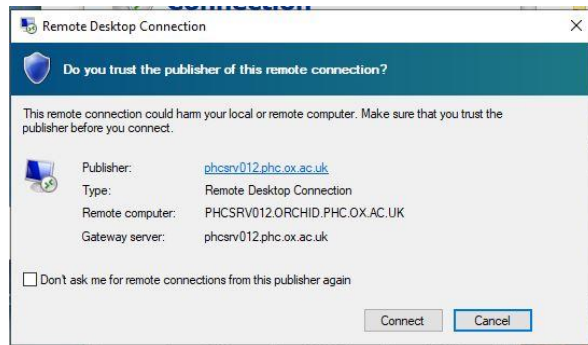 Connection
Remote Desktop Connection
Do you trust the publisher of this remote connection?
This remote connection could harm your local or remote computer. Make sure that you trust the
publisher before you connect.
Publisher: phcsrv012.phc.ox.ac.uk
Type: Remote Desktop Connection
Remote computer: PHCSRV012.ORCHID.PHC.OX.AC.UK
Gateway server: phcsrv012.phc.ox.ac.uk
Don't ask me for remote connections from this publisher again
Connect Cancel